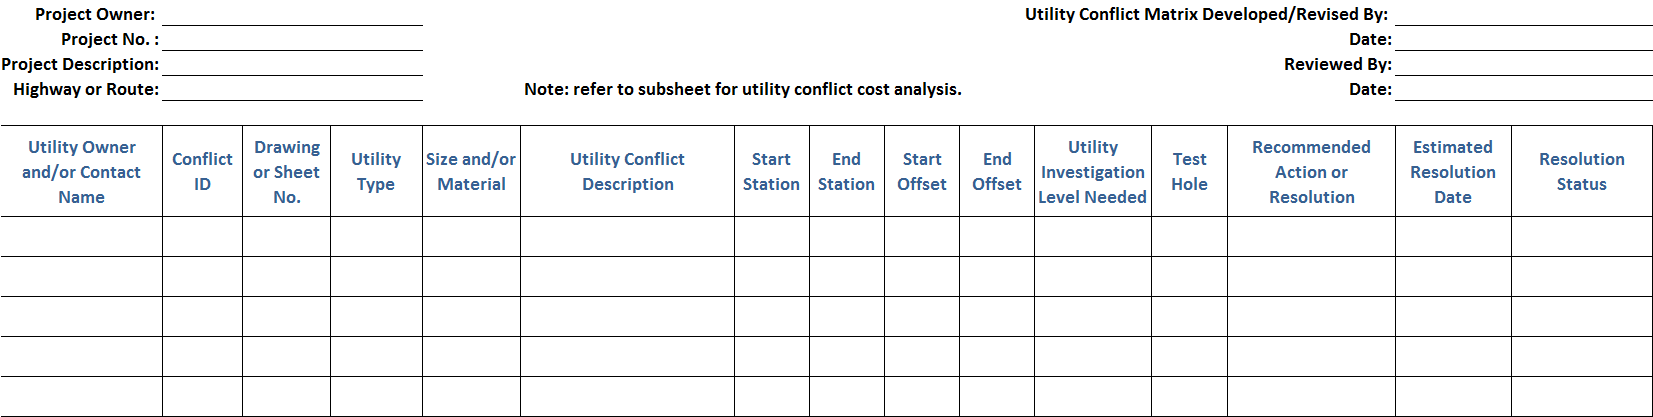 Project Owner:
Utility Conflict Matrix Developed/Revised By:
Project No. :
Date:
Project Description:
Reviewed By:
Highway or Route:
Note: refer to subsheet for utility conflict cost analysis.
Date:
Utility Owner
and/or Contact
Name
Conflict
ID
Drawing
or Sheet
No.
Utility
Type
Size and/or
Material
Utility Conflict
Description
Start
Station
End
Station
Start
Offset
End
Offset
Utility
Investigation
Level Needed
Test
Hole
Recommended
Action or
Resolution
Estimated
Resolution
Date
Resolution
Status